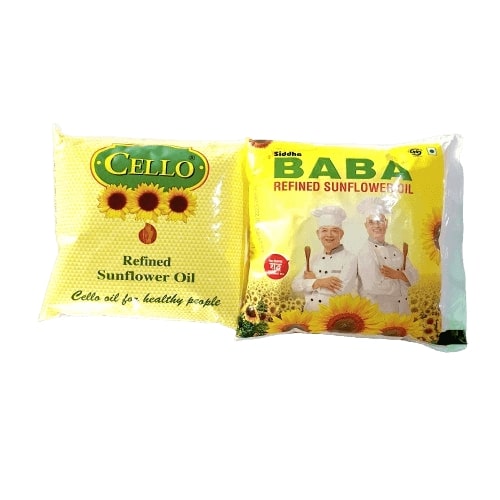 CELLO®
Refined
Sunflower Oil
Cello oil for healthy people
Siddha
BABA
REFINED SUNFLOWER OIL